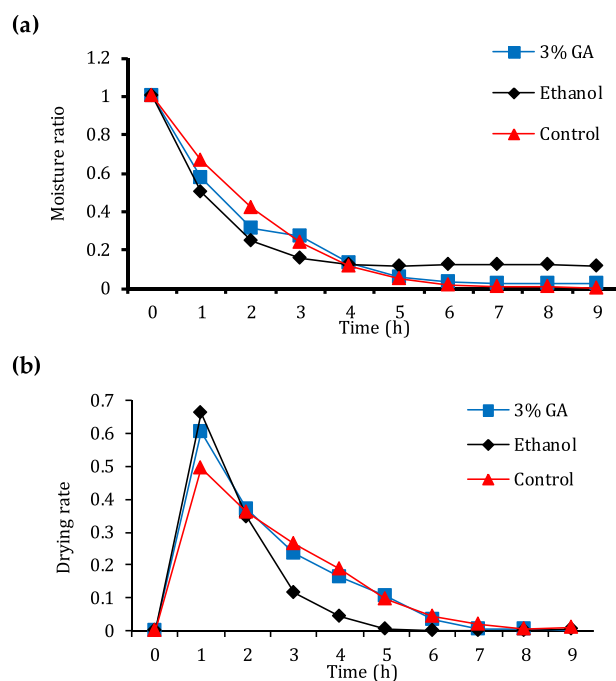 (a)
3% GA
Ethanol
Control
Moisture ratio
1.2
1
0.8
0.6
0.4
0.2
0
0 1 2 3 4 5 6 7 8 9
Time (h)
(b)
3% GA
Ethanol
Control
Drying rate
0.7
0.6
0.5
0.4
0.3
0.2
0.1
0
0 1 2 3 4 5 6 7 8 9
Time (h)